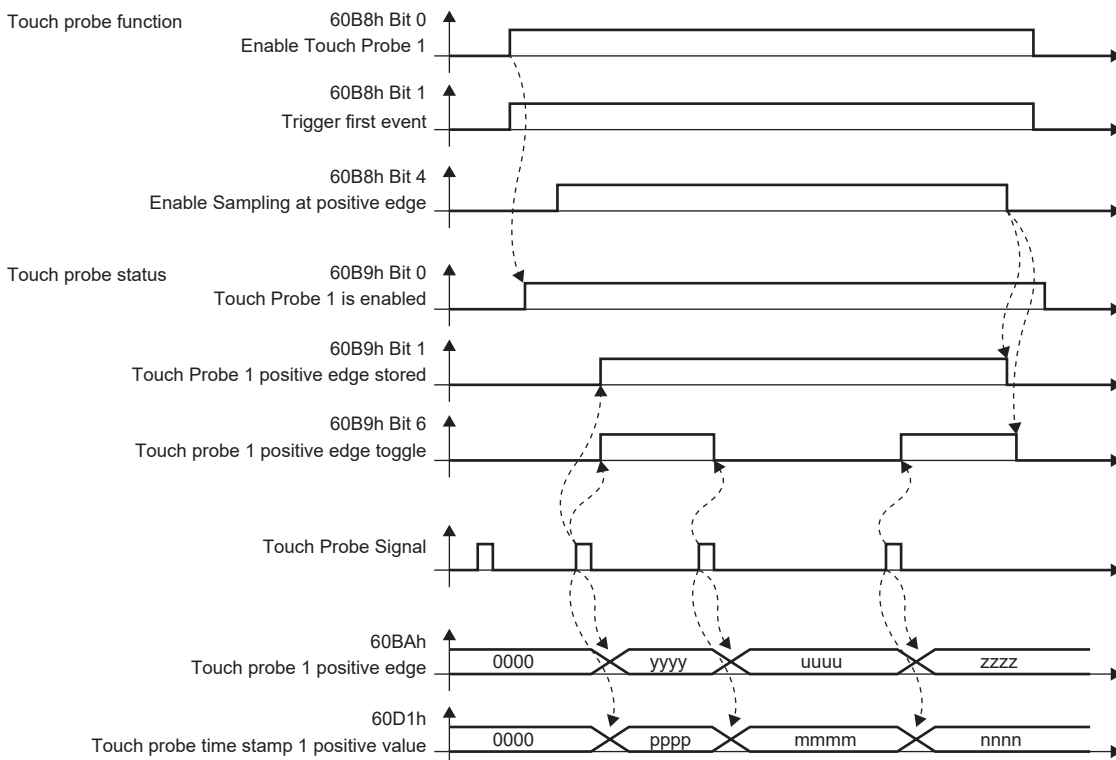 Touch probe function
60B8h Bit 0
Enable Touch Probe 1
60B8h Bit 1
Trigger first event
60B8h Bit 4
Enable Sampling at positive edge
Touch probe status
60B9h Bit 0
Touch Probe 1 is enabled
60B9h Bit 1
Touch Probe 1 positive edge stored
60B9h Bit 6
Touch probe 1 positive edge toggle
Touch Probe Signal
60BAh
Touch probe 1 positive edge
0000 yyyy uuuu zzzz
60D1h
Touch probe time stamp 1 positive value
0000 pppp mmmm nnnn